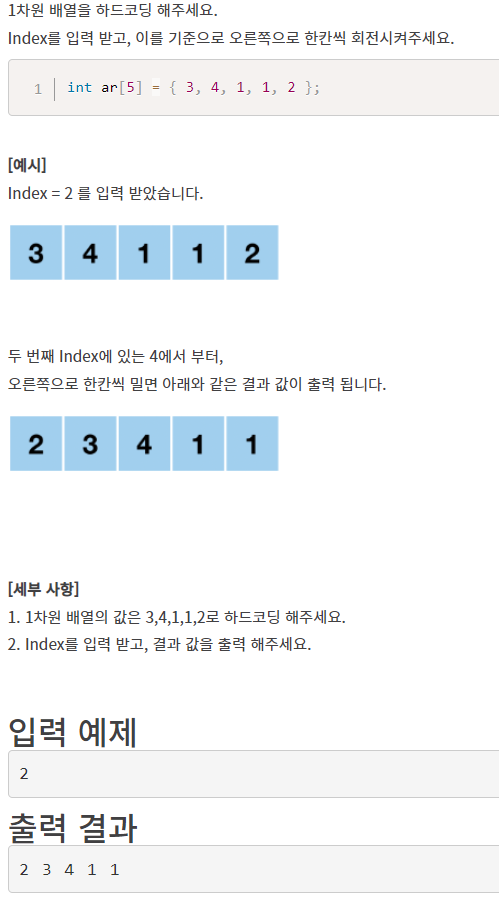 1차원 배열을 하드코딩 해주세요.
Index를 입력 받고, 이를 기준으로 오른쪽으로 한칸씩 회전시켜주세요.
1 int ar[5] = { 3, 4, 1, 1, 2 };
[예시]
Index = 2 를 입력 받았습니다.
3 4 1 1 2
두 번째 Index에 있는 4에서 부터,
오른쪽으로 한칸씩 밀면 아래와 같은 결과 값이 출력 됩니다.
2 3 4 1 1
[세부 사항]
1. 1차원 배열의 값은 3,4,1,1,2로 하드코딩 해주세요.
2. Index를 입력 받고, 결과 값을 출력 해주세요.
입력 예제
2
출력 결과
2 3 4 1 1